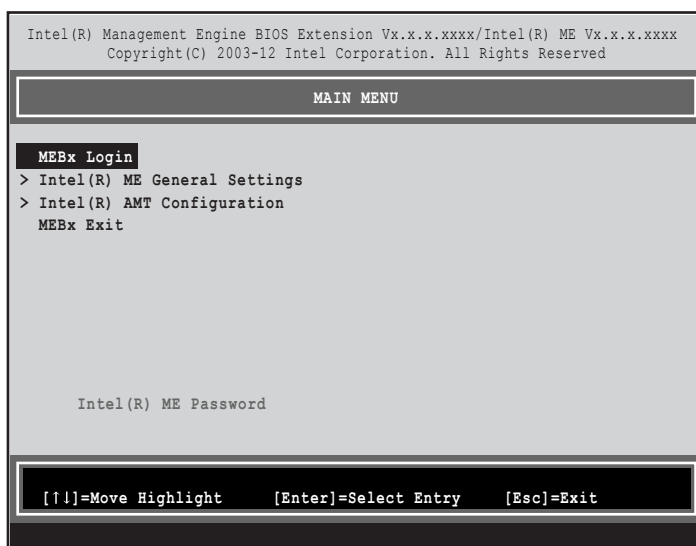 Intel(R) Management Engine BIOS Extension Vx.x.x.xxxx/Intel(R) ME Vx.x.x.xxxx
Copyright(C) 2003-12 Intel Corporation. All Rights Reserved
MAIN MENU
MEBx Login
> Intel(R) ME General Settings
> Intel(R) AMT Configuration
MEBx Exit
Intel(R) ME Password
[↑↓]=Move Highlight [Enter]=Select Entry [Esc]=Exit